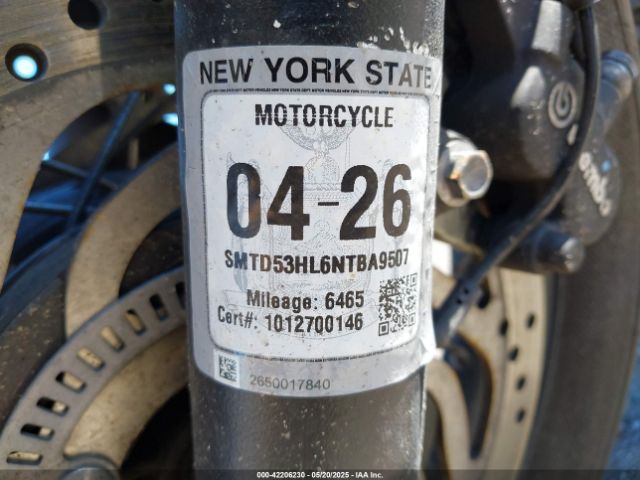 NEW YORK STATE
MOTORCYCLE
04-26
SMTD53HL6NTBA9507
Mileage: 6465
Cert#: 1012700146
2650017840
brembo
000-42206230 - 05/20/2025 - IAA Inc.